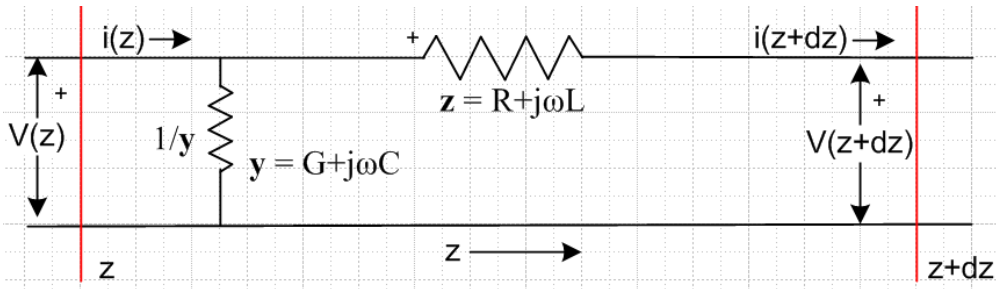 i(z)
+
i(z+dz)
+
z = R+jωL
+
V(z)
1/y
V(z+dz)
y = G+jωC
z
z
z+dz